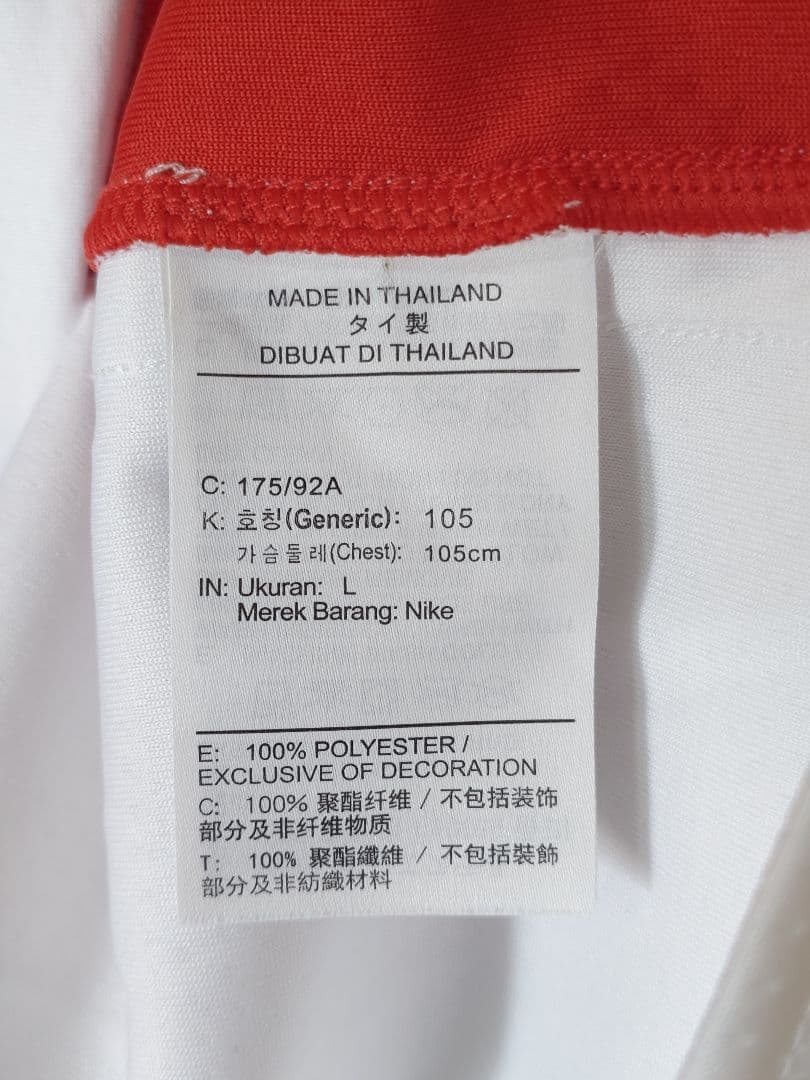 MADE IN THAILAND
タイ製
DIBUAT DI THAILAND
C: 175/92A
K: 호칭(Generic): 105
가슴둘레(Chest): 105cm
IN: Ukuran: L
Merek Barang: Nike
E: 100% POLYESTER /
EXCLUSIVE OF DECORATION
C: 100% 聚酯纤维 / 不包括装饰
部分及非纤维物质
T: 100% 聚酯纖維 / 不包括裝飾
部分及非紡織材料